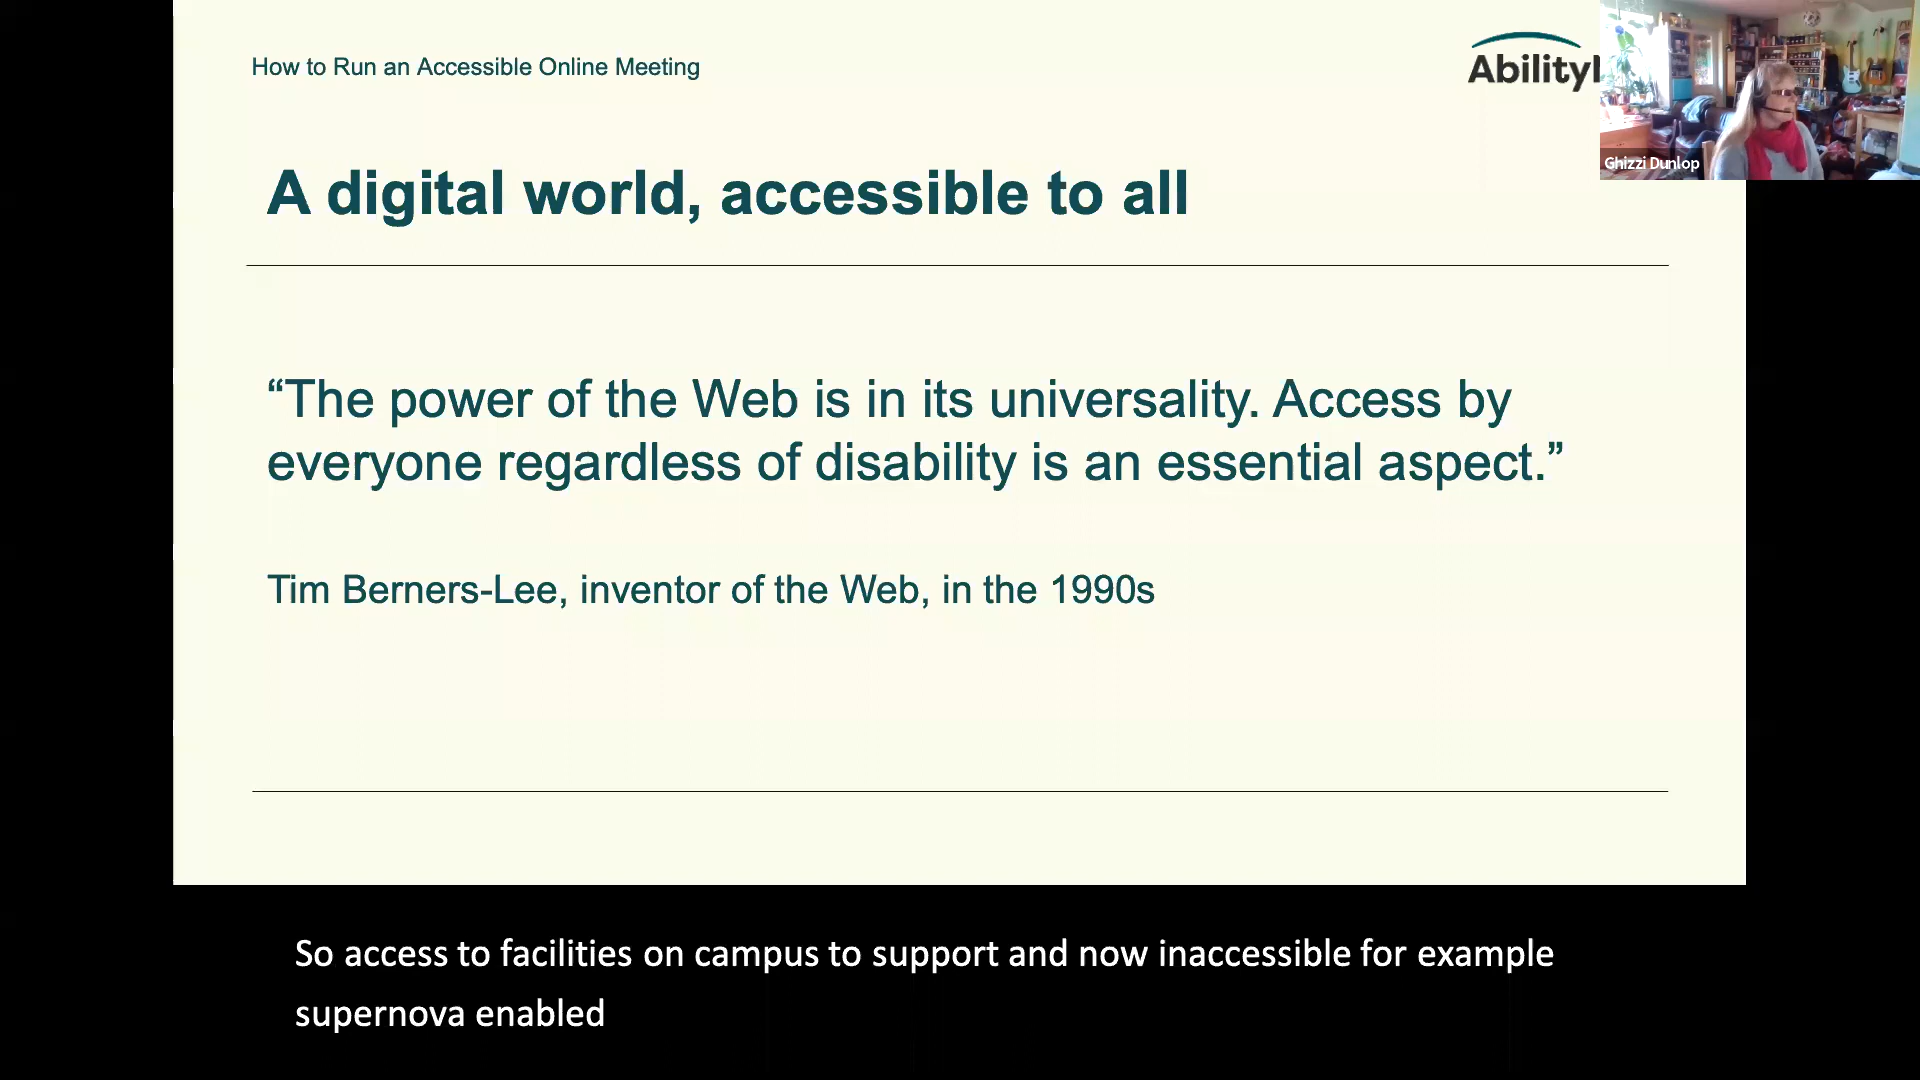 How to Run an Accessible Online Meeting
Ability
Ghizzi Dunlop
A digital world, accessible to all
“The power of the Web is in its universality. Access by
everyone regardless of disability is an essential aspect.”
Tim Berners-Lee, inventor of the Web, in the 1990s
So access to facilities on campus to support and now inaccessible for example
supernova enabled